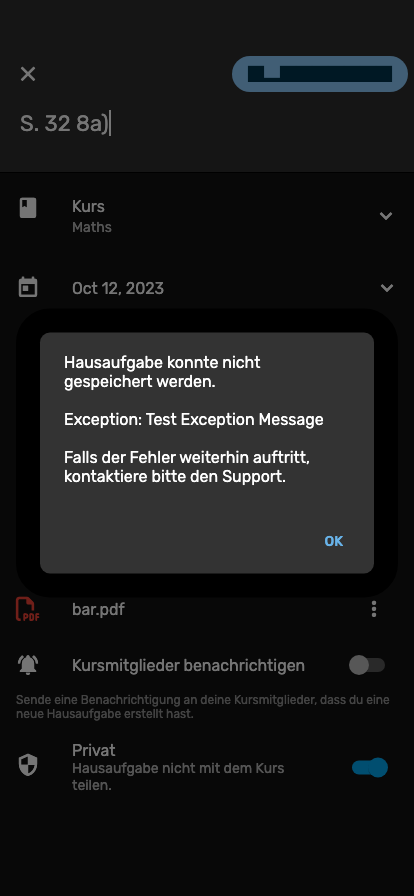 S. 32 8a)
Kurs
Maths
Oct 12, 2023
Hausaufgabe konnte nicht
gespeichert werden.
Exception: Test Exception Message
Falls der Fehler weiterhin auftritt,
kontaktiere bitte den Support.
OK
PDF
bar.pdf
Kursmitglieder benachrichtigen
Sende eine Benachrichtigung an deine Kursmitglieder, dass du eine
neue Hausaufgabe erstellt hast.
Privat
Hausaufgabe nicht mit dem Kurs
teilen.